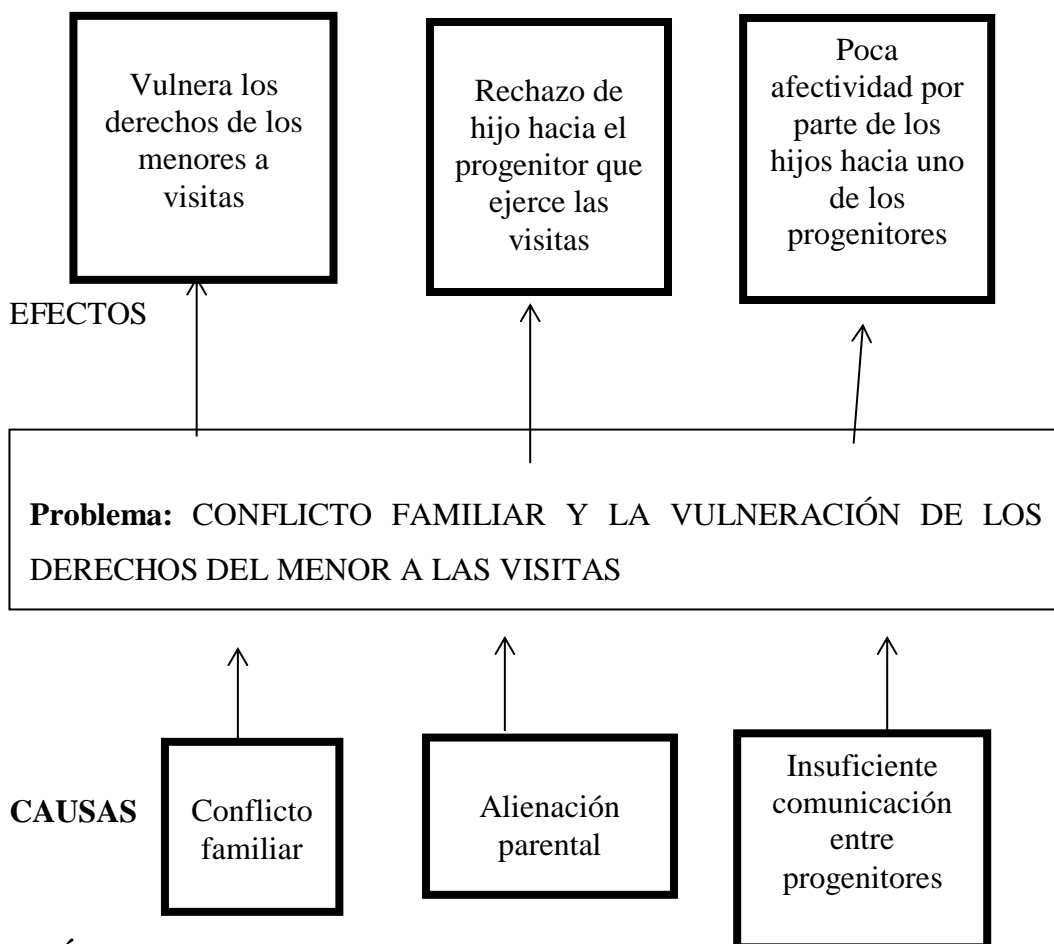 Vulnera los
derechos de los
menores a
visitas
Rechazo de
hijo hacia el
progenitor que
ejerce las
visitas
Poca
afectividad por
parte de los
hijos hacia uno
de los
progenitores
EFECTOS
Problema: CONFLICTO FAMILIAR Y LA VULNERACIÓN DE LOS
DERECHOS DEL MENOR A LAS VISITAS
CAUSAS
Conflicto
familiar
Alienación
parental
Insuficiente
comunicación
entre
progenitores